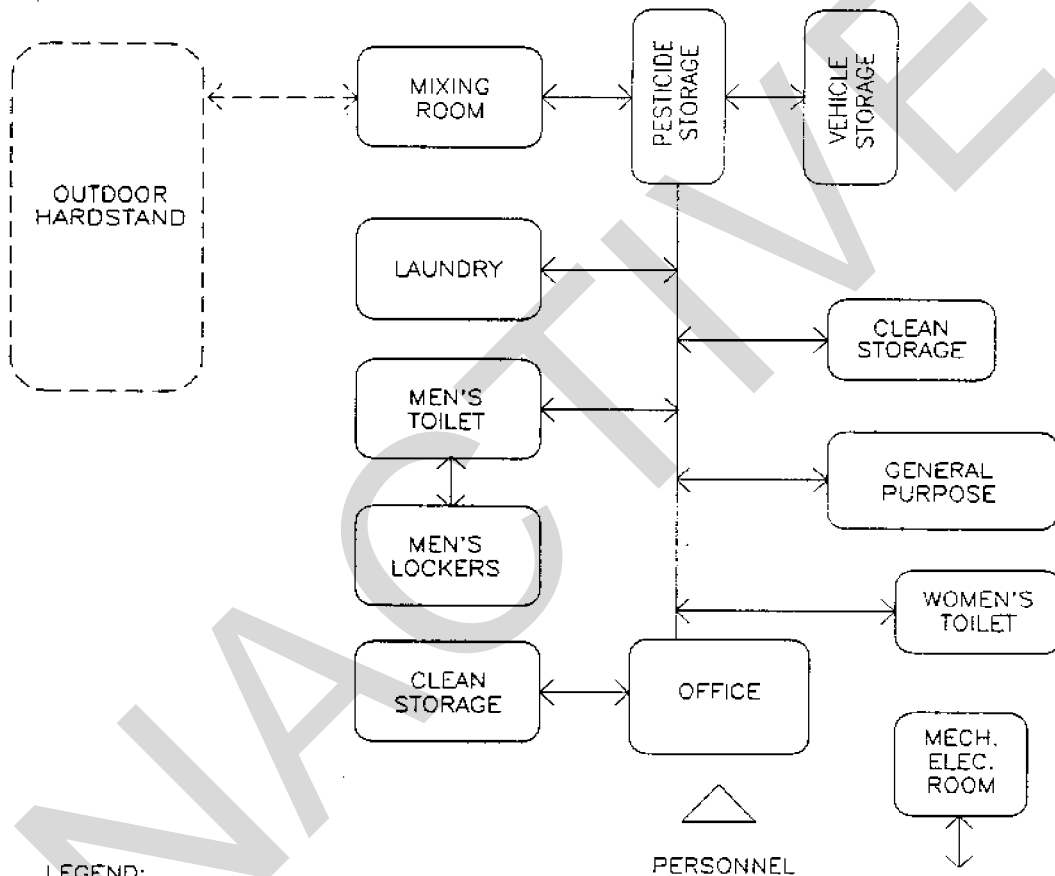 MIXING
ROOM
PESTICIDE
STORAGE
VEHICLE
STORAGE
OUTDOOR
HARDSTAND
LAUNDRY
CLEAN
STORAGE
MEN'S
TOILET
GENERAL
PURPOSE
MEN'S
LOCKERS
WOMEN'S
TOILET
CLEAN
STORAGE
OFFICE
MECH.
ELEC.
ROOM
PERSONNEL
LEGEND:
NACTIVE